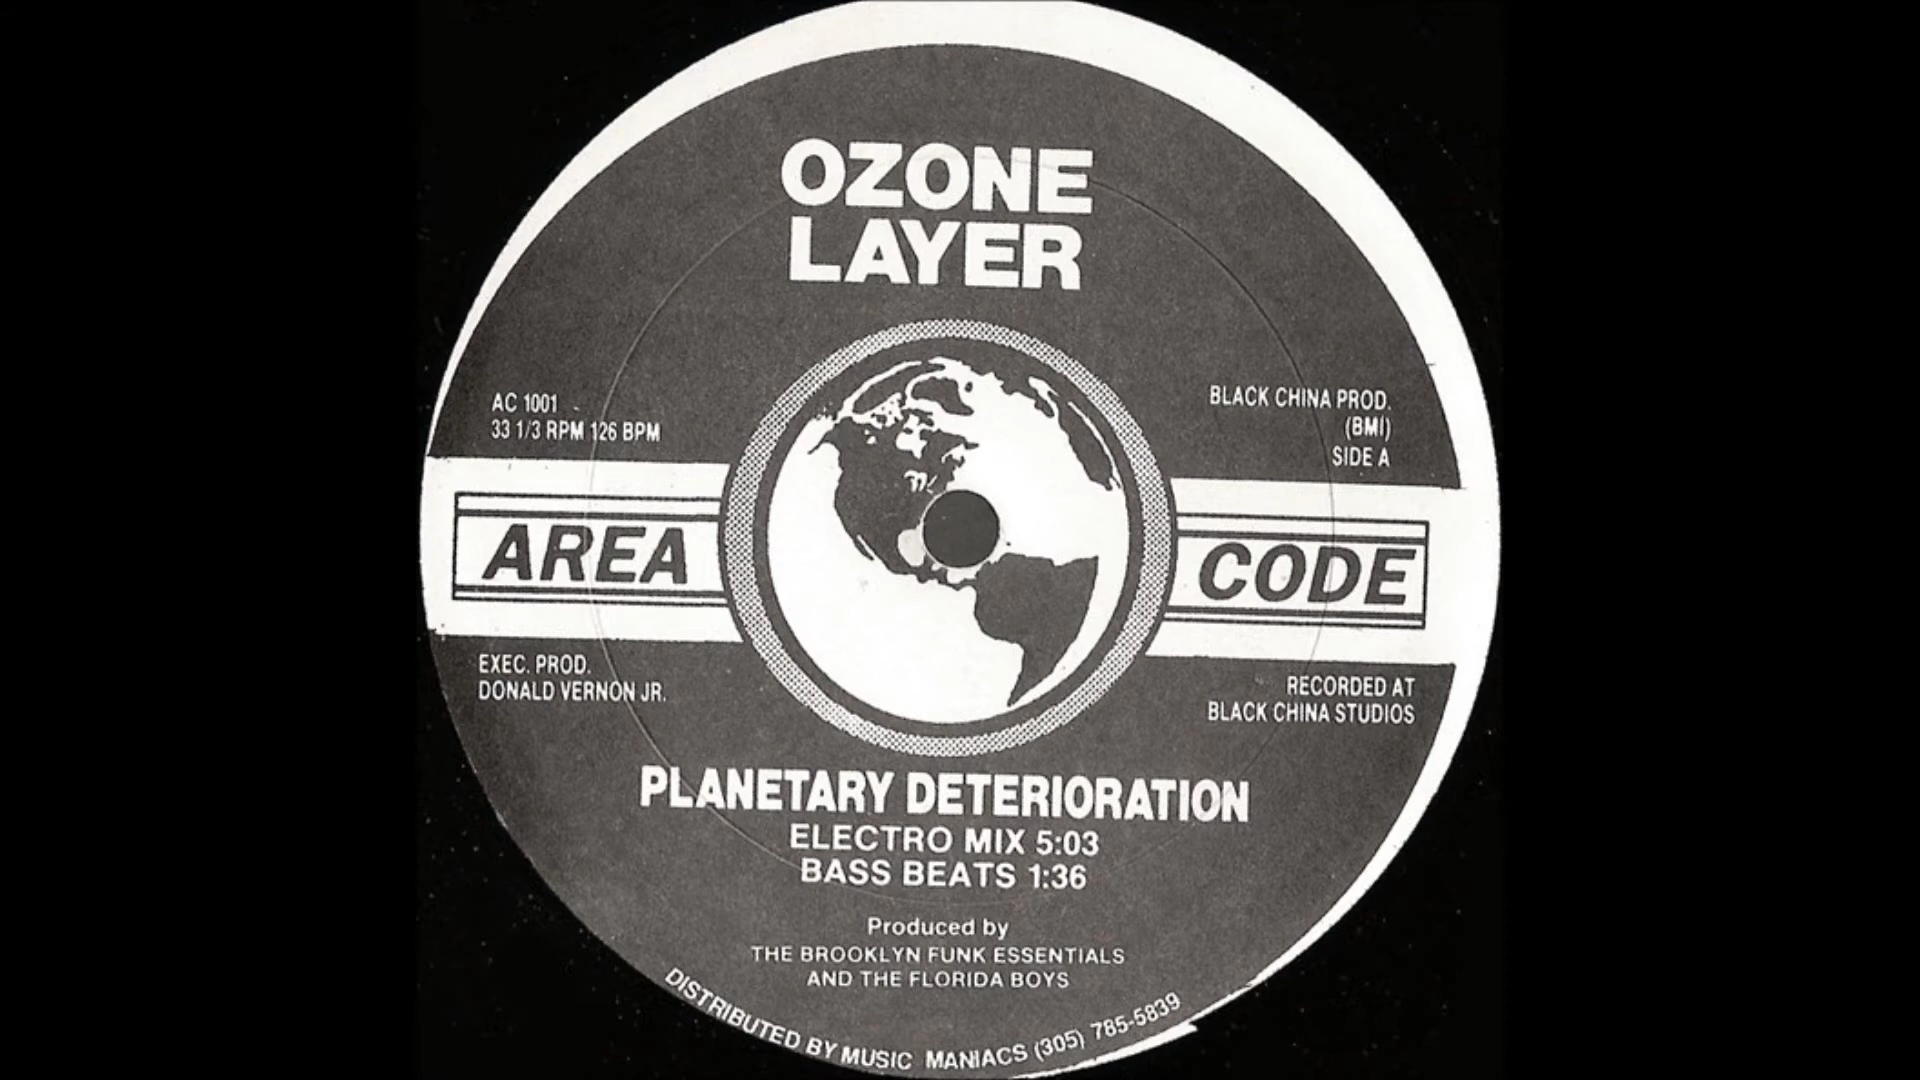 OZONE
LAYER
AC 1001
33 1/3 RPM 126 BPM
BLACK CHINA PROD.
(BMI)
SIDE A
AREA
CODE
EXEC. PROD.
DONALD VERNON JR.
RECORDED AT
BLACK CHINA STUDIOS
PLANETARY DETERIORATION
ELECTRO MIX 5:03
BASS BEATS 1:36
Produced by
THE BROOKLYN FUNK ESSENTIALS
AND THE FLORIDA BOYS
DISTRIBUTED BY MUSIC MANIACS (305) 785-5839